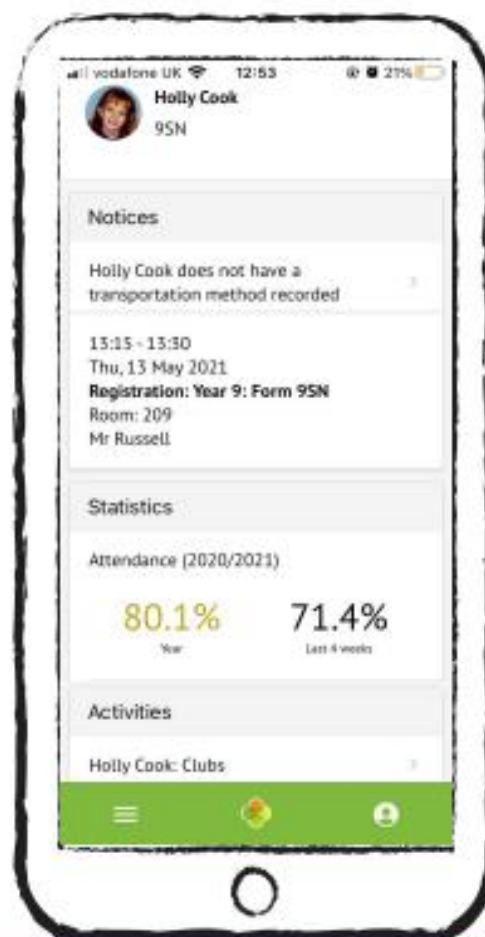 vodafone UK 12:53 21%
Holly Cook
9SN
Notices
Holly Cook does not have a
transportation method recorded
13:15 - 13:30
Thu, 13 May 2021
Registration: Year 9: Form 9SN
Room: 209
Mr Russell
Statistics
Attendance (2020/2021)
80.1% 71.4%
Year Last 4 weeks
Activities
Holly Cook: Clubs